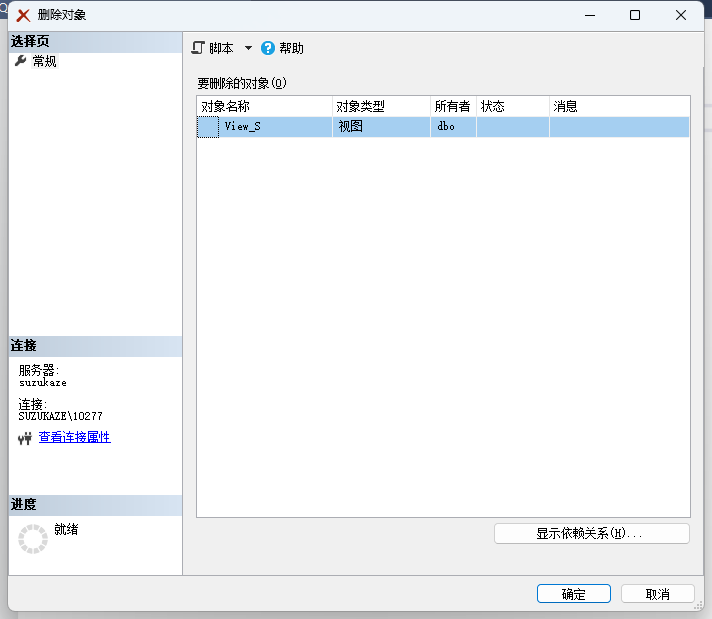 删除对象
选择页
常规
脚本 帮助
要删除的对象(O)
对象名称 对象类型 所有者 状态 消息
View_S 视图 dbo
连接
服务器:
suzukaze
连接:
SUZUKAZE\10277
查看连接属性
进度
就绪
显示依赖关系(H)...
确定 取消